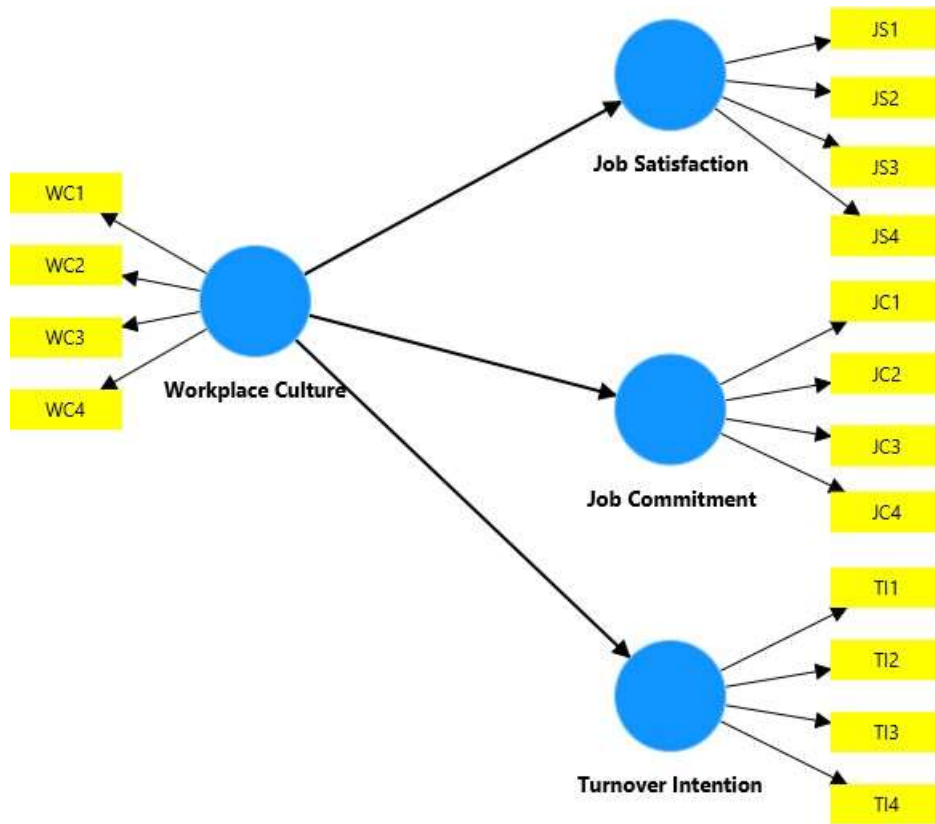 WC1
WC2
WC3
WC4
Workplace Culture
Job Satisfaction
JS1
JS2
JS3
JS4
Job Commitment
JC1
JC2
JC3
JC4
Turnover Intention
TI1
TI2
TI3
TI4